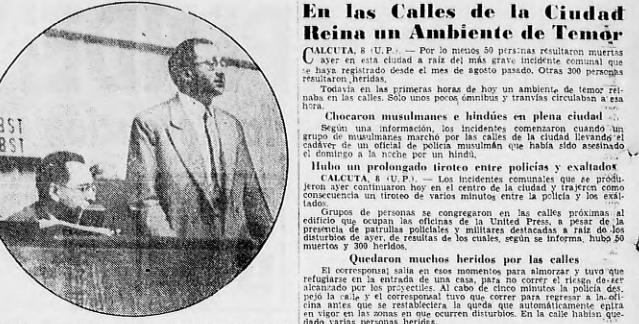 BST
BST
En las Calles de la Ciudad
Reina un Ambiente de Temor
CALCUTA, 8 (U.P.). — Por lo menos 50 personas resultaron muertas
ayer en esta ciudad a raíz del más grave incidente comunal que
se haya registrado desde el mes de agosto pasado. Otras 300 personas
resultaron heridas.
Todavía en las primeras horas de hoy un ambiente de temor rei-
naba en las calles. Sólo unos pocos ómnibus y tranvías circulaban a esa
hora.
Chocaron musulmanes e hindúes en plena ciudad
Según una información, los incidentes comenzaron cuando un
grupo de musulmanes marchó por las calles de la ciudad llevando el
cadáver de un oficial de policía musulmán que había sido asesinado
el domingo a la noche por un hindú.
Hubo un prolongado tiroteo entre policías y exaltados
CALCUTA, 8 (U.P.). — Los incidentes comunales que se produ-
jeron ayer continuaron hoy en el centro de la ciudad y trajeron como
consecuencia un tiroteo de varios minutos entre la policía y los exal-
tados.
Grupos de personas se congregaron en las calles próximas al
edificio que ocupan las oficinas de la United Press, a pesar de la
presencia de patrullas policiales y militares destacadas a raíz de los
disturbios de ayer, de resultas de los cuales, según se informa, hubo 50
muertos y 300 heridos.
Quedaron muchos heridos por las calles
El corresponsal salía en esos momentos para almorzar y tuvo que
refugiarse en la entrada de una casa, para no correr el riesgo de ser
alcanzado por los proyectiles. Al cabo de cinco minutos la policía des-
pejó la calle y el corresponsal tuvo que correr para regresar a la ofi-
cina antes que se restableciera la queda que automáticamente entra
en vigor en las zonas en que ocurren disturbios. En la calle habían que-
dado varias personas heridas.